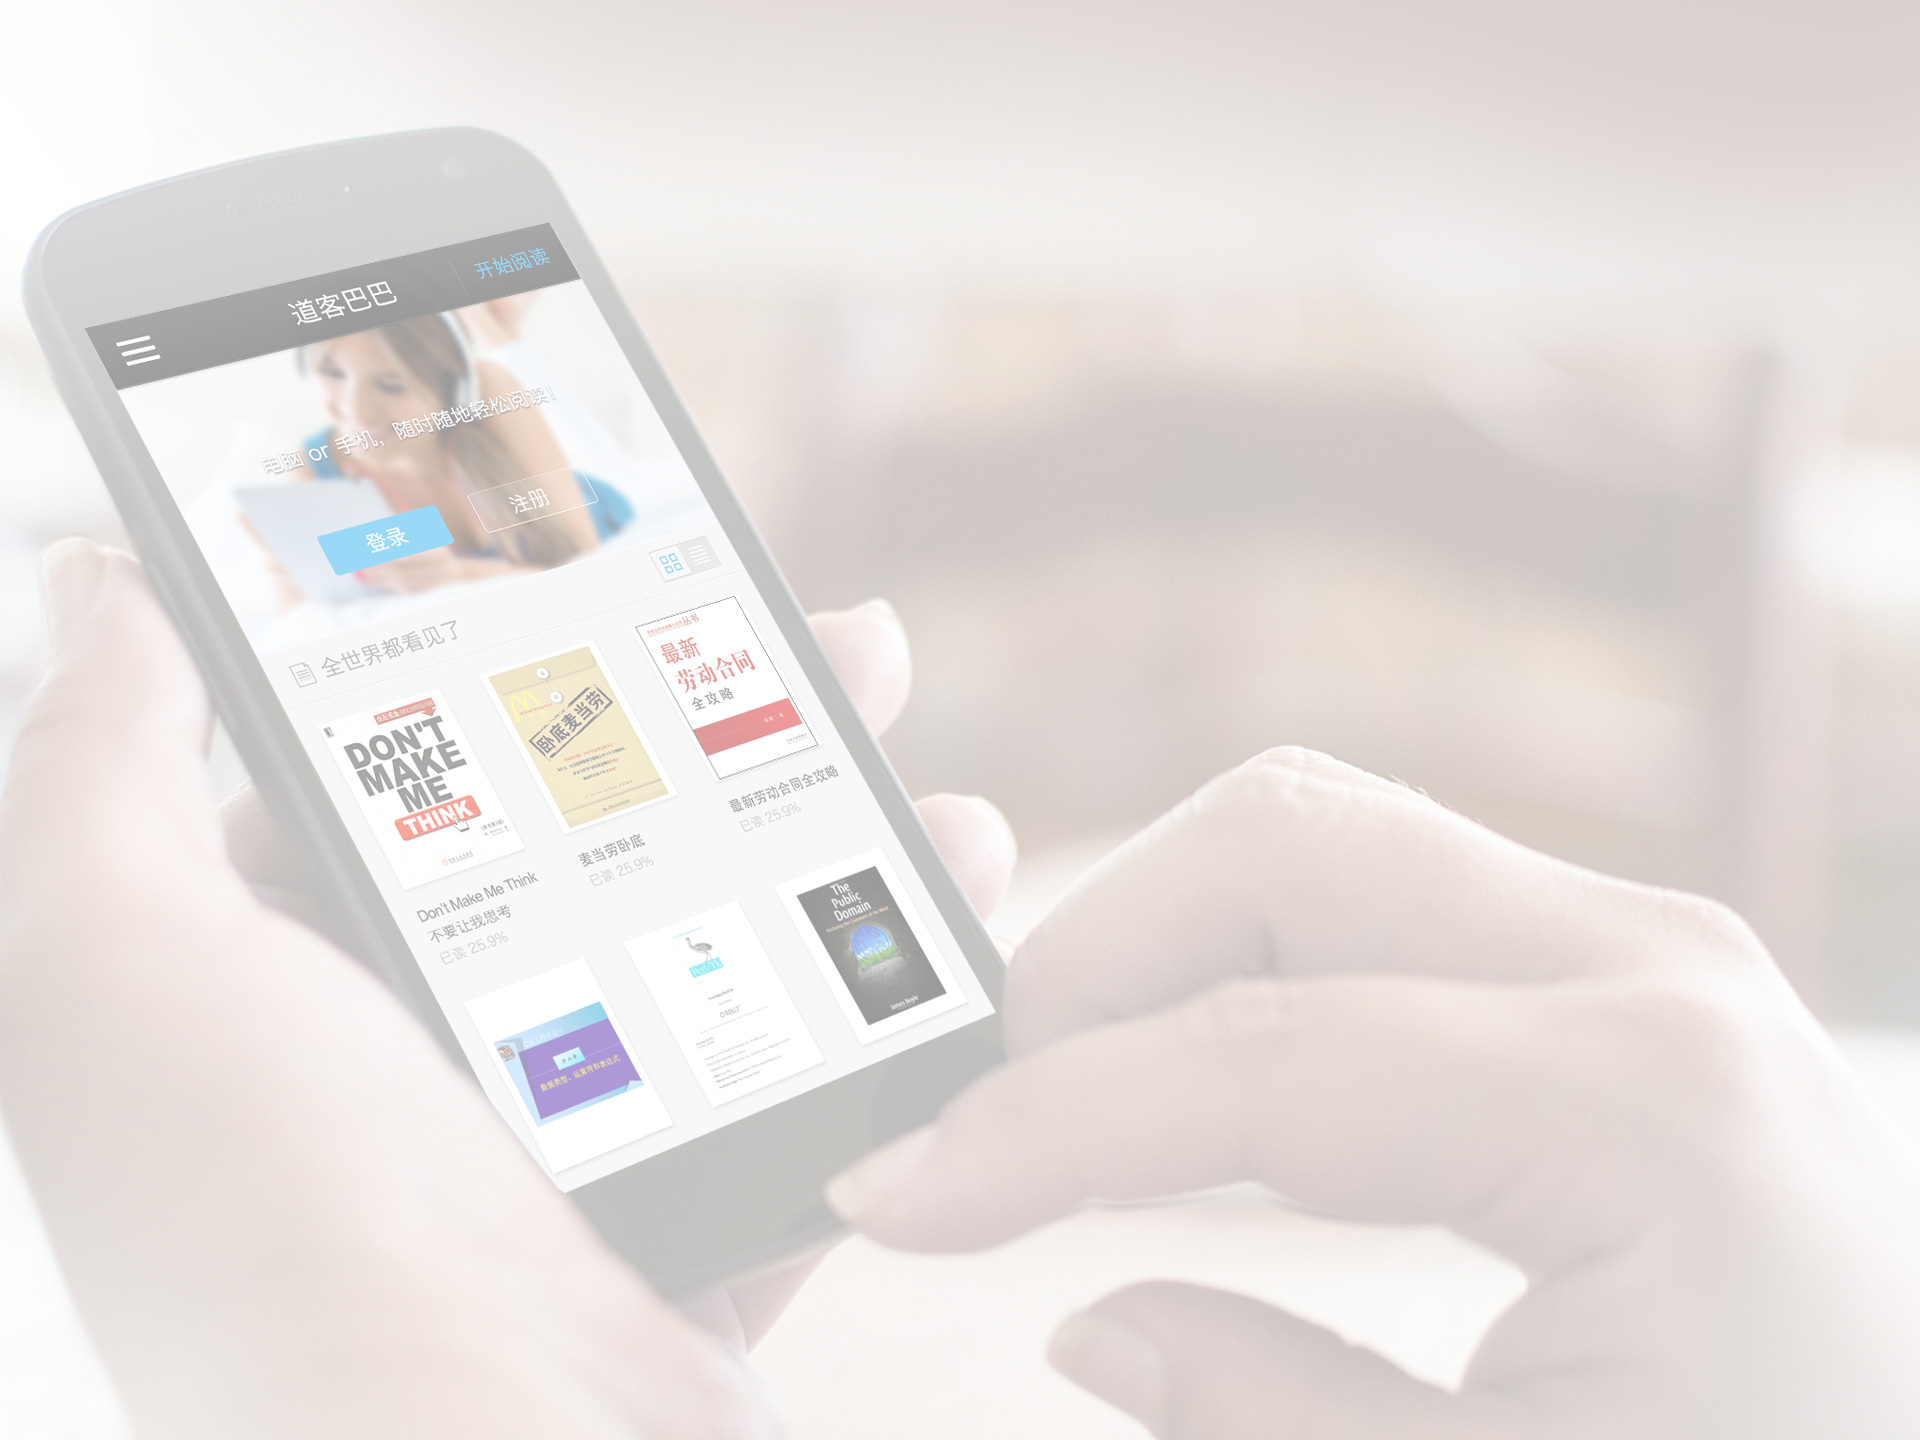 开始阅读
道客巴巴
电脑 or 手机，随时随地轻松阅读！
登录
注册
全世界都看见了
DON'T
MAKE
ME
THINK
卧底麦当劳
丛书
最新
劳动合同
全攻略
Don't Make Me Think
不要让我思考
已读 25.9%
麦当劳卧底
已读 25.9%
最新劳动合同全攻略
已读 25.9%
数据类型，运算符和表达式
O'REILLY
The
Public
Domain
James Boyle